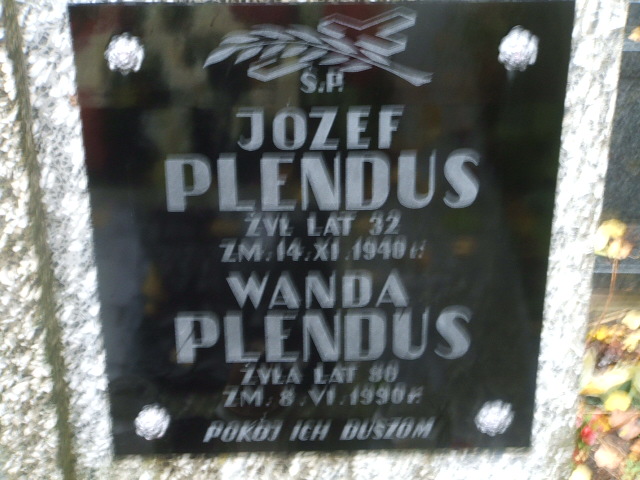 Ś.P.
JOZEF
PLENDUS
ŻYŁ LAT 32
ZM. 14. XI. 1940 r.
WANDA
PLENDUS
ŻYŁA LAT 80
ZM. 8. VI. 1990 r.
POKÓJ ICH DUSZOM